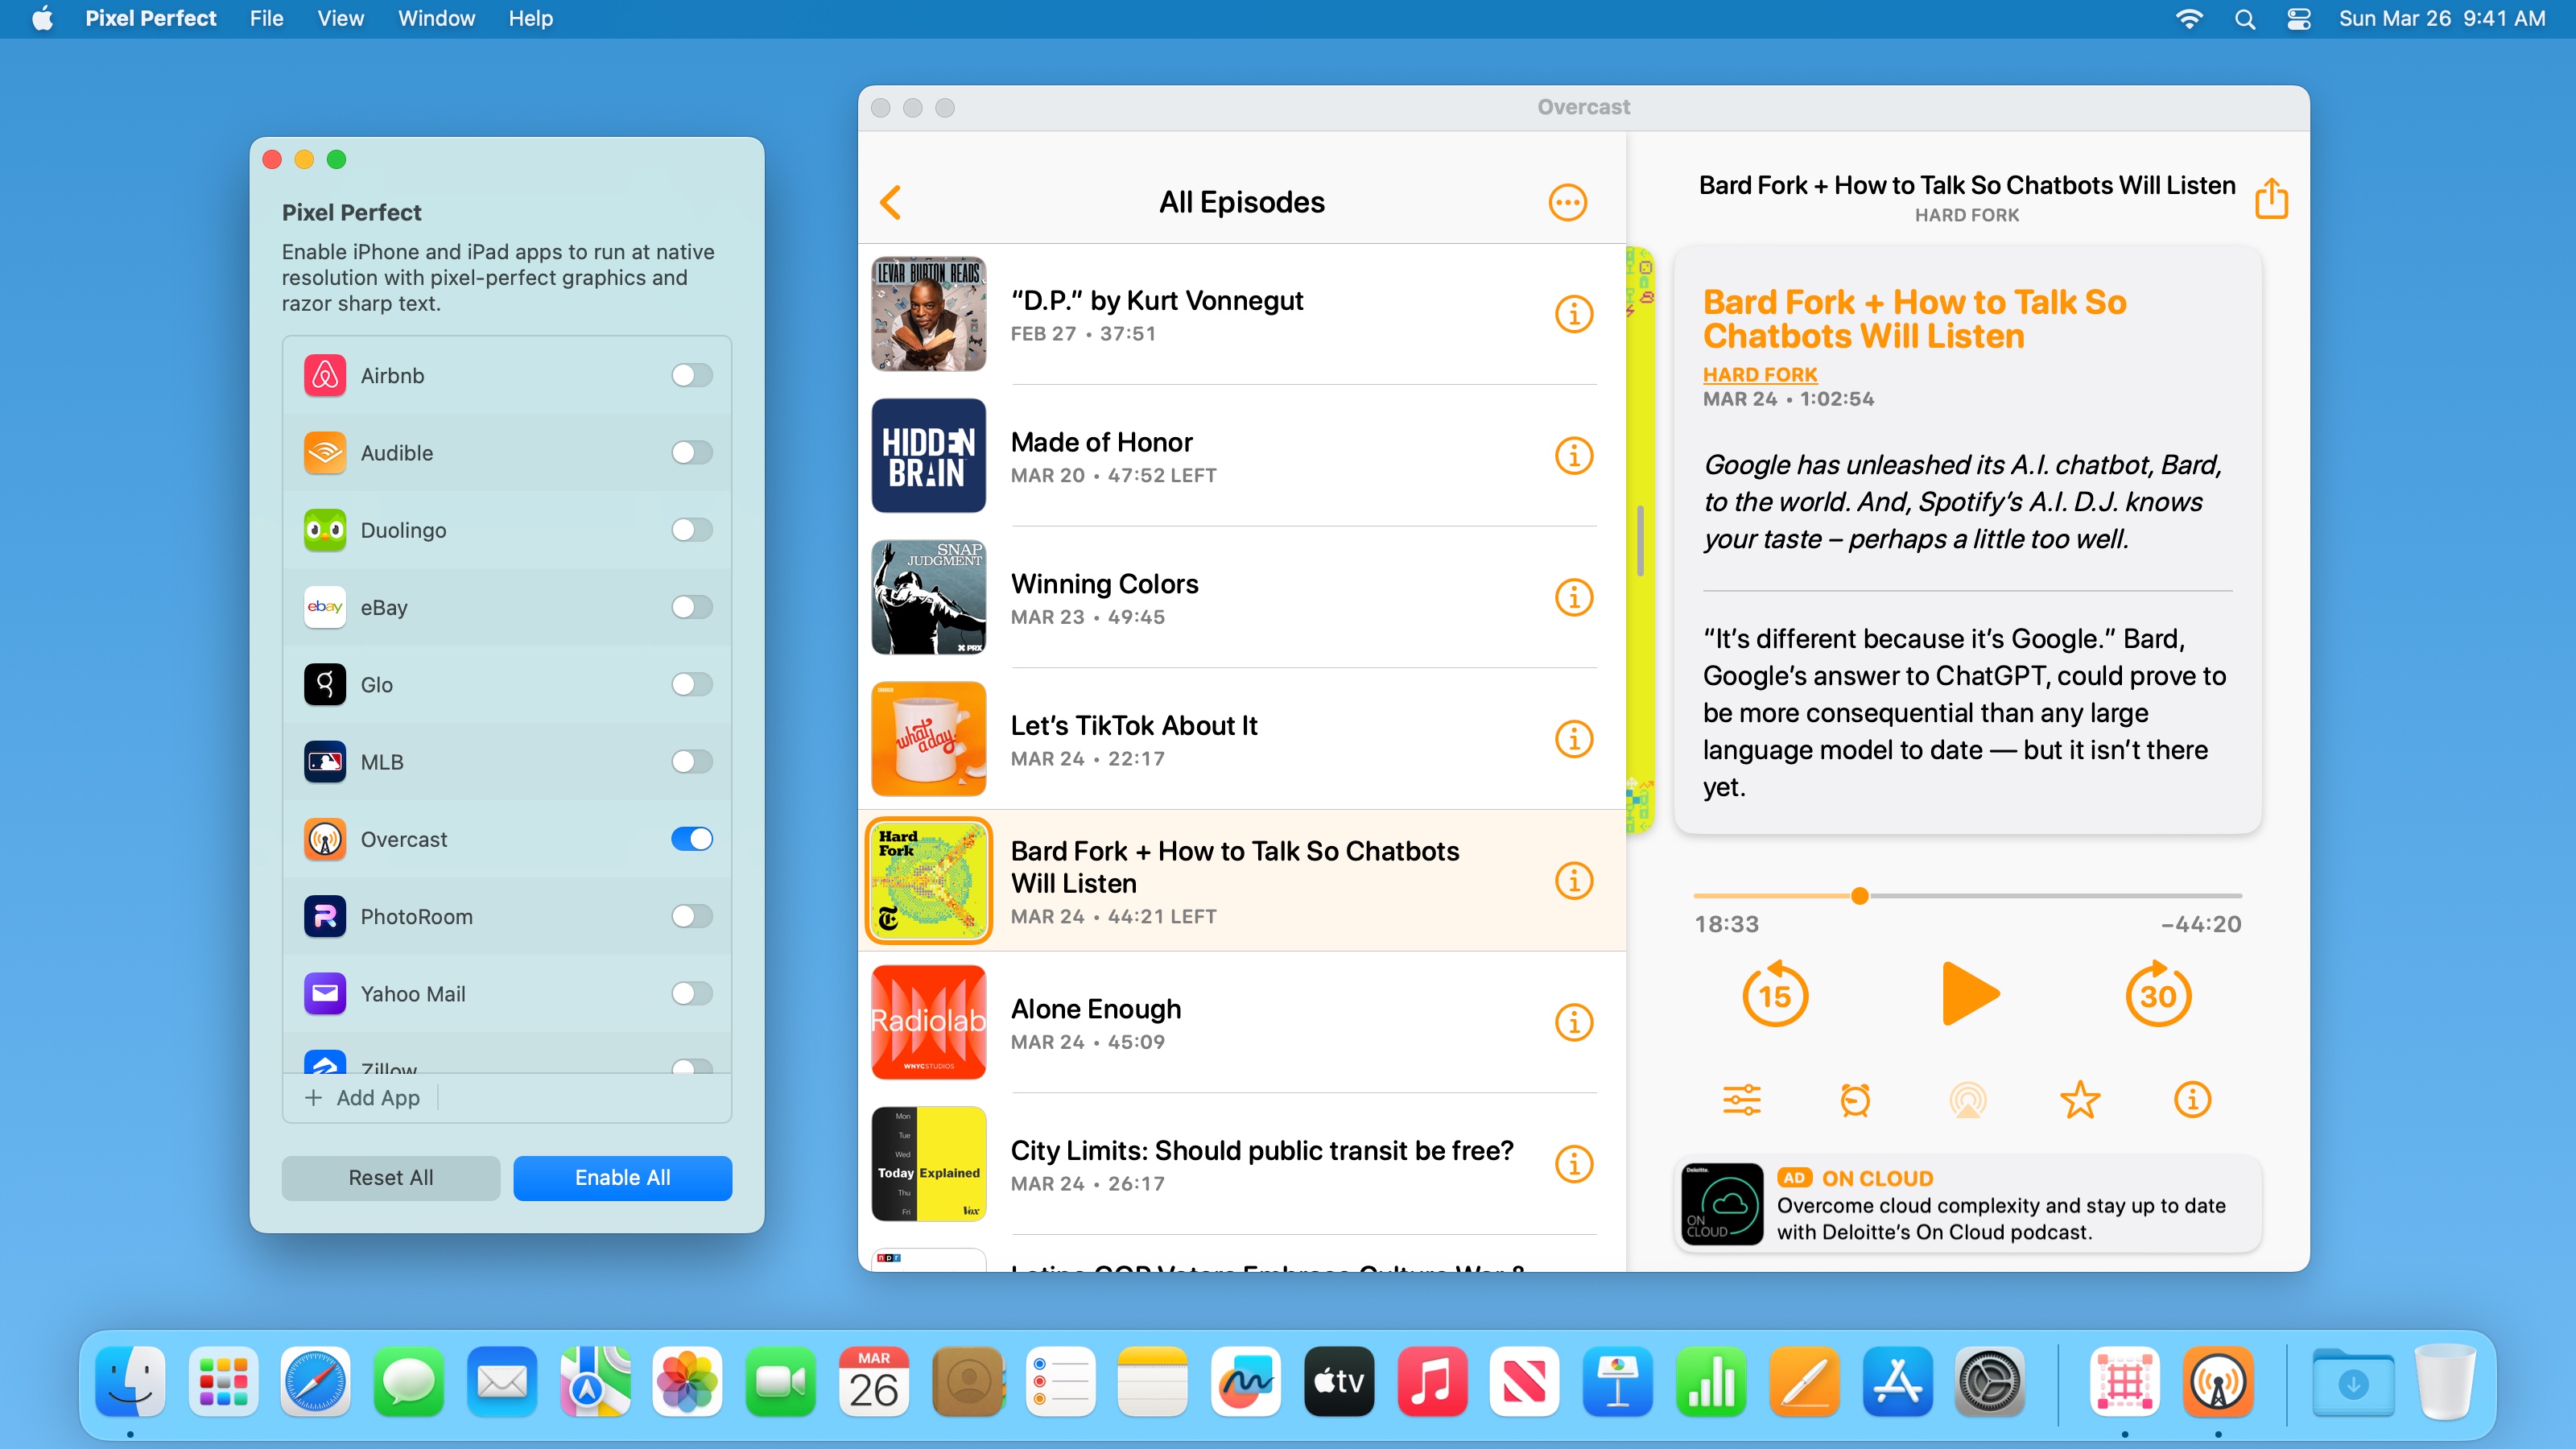 Pixel Perfect File View Window Help
Sun Mar 26 9:41 AM
Pixel Perfect
Enable iPhone and iPad apps to run at native
resolution with pixel-perfect graphics and
razor sharp text.
Airbnb
Audible
Duolingo
ebay eBay
Glo
MLB
Overcast
PhotoRoom
Yahoo Mail
Zillow
+ Add App
Reset All
Enable All
Overcast
All Episodes
LEVAR BURTON READS
“D.P.” by Kurt Vonnegut
FEB 27 • 37:51
HIDDEN
BRAIN
Made of Honor
MAR 20 • 47:52 LEFT
SNAP
JUDGMENT
PRX
Winning Colors
MAR 23 • 49:45
what
a day.
Let’s TikTok About It
MAR 24 • 22:17
Hard
Fork
T
Bard Fork + How to Talk So Chatbots
Will Listen
MAR 24 • 44:21 LEFT
Radiolab
WNYC STUDIOS
Alone Enough
MAR 24 • 45:09
Mon
Tue
Wed
Today Explained
Thu
Fri
Vox
City Limits: Should public transit be free?
MAR 24 • 26:17
npr
Latino GOP Voters Embrace Culture War &
Bard Fork + How to Talk So Chatbots Will Listen
HARD FORK
Bard Fork + How to Talk So
Chatbots Will Listen
HARD FORK
MAR 24 • 1:02:54
Google has unleashed its A.I. chatbot, Bard,
to the world. And, Spotify’s A.I. D.J. knows
your taste – perhaps a little too well.
“It’s different because it’s Google.” Bard,
Google’s answer to ChatGPT, could prove to
be more consequential than any large
language model to date — but it isn’t there
yet.
18:33
−44:20
15
30
Deloitte.
ON
CLOUD
AD ON CLOUD
Overcome cloud complexity and stay up to date
with Deloitte’s On Cloud podcast.
MAR
26
tv